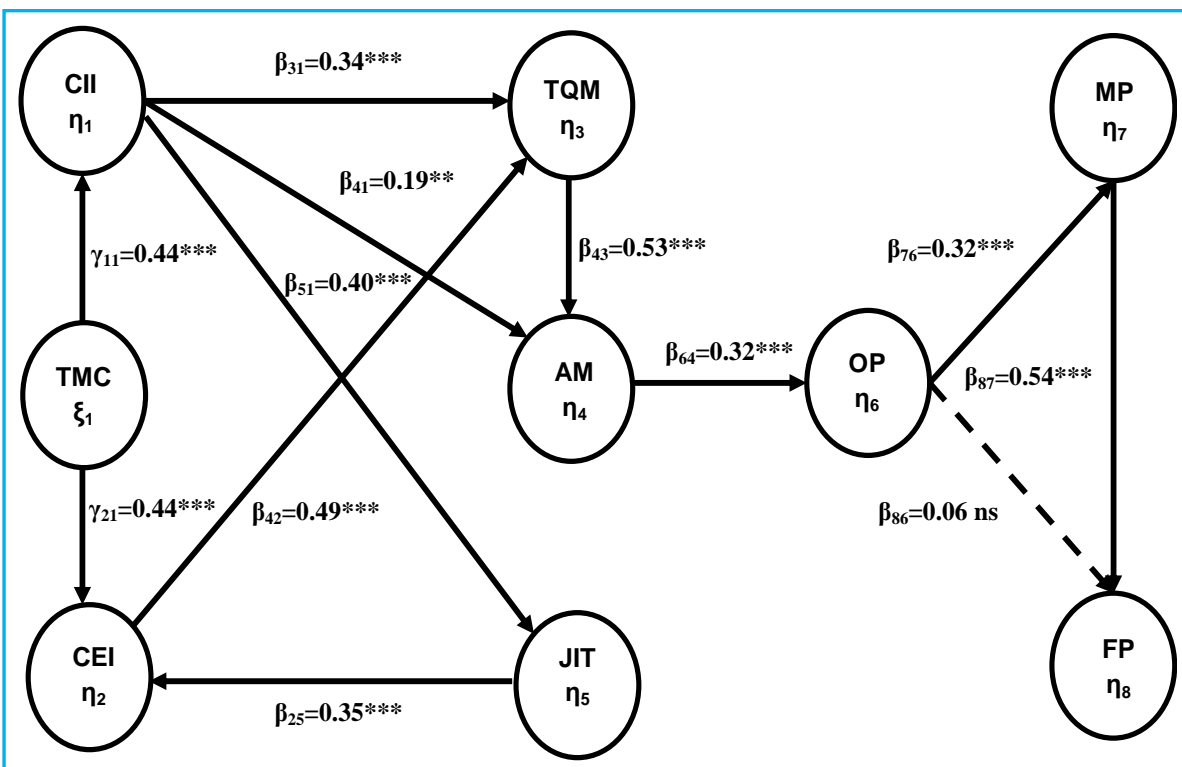 CII
η₁
β₃₁=0.34***
TQM
η₃
MP
η₇
β₄₁=0.19**
γ₁₁=0.44***
β₅₁=0.40***
β₄₃=0.53***
β₇₆=0.32***
TMC
ξ₁
AM
η₄
β₆₄=0.32***
OP
η₆
β₈₇=0.54***
γ₂₁=0.44***
β₄₂=0.49***
β₈₆=0.06 ns
CEI
η₂
β₂₅=0.35***
JIT
η₅
FP
η₈